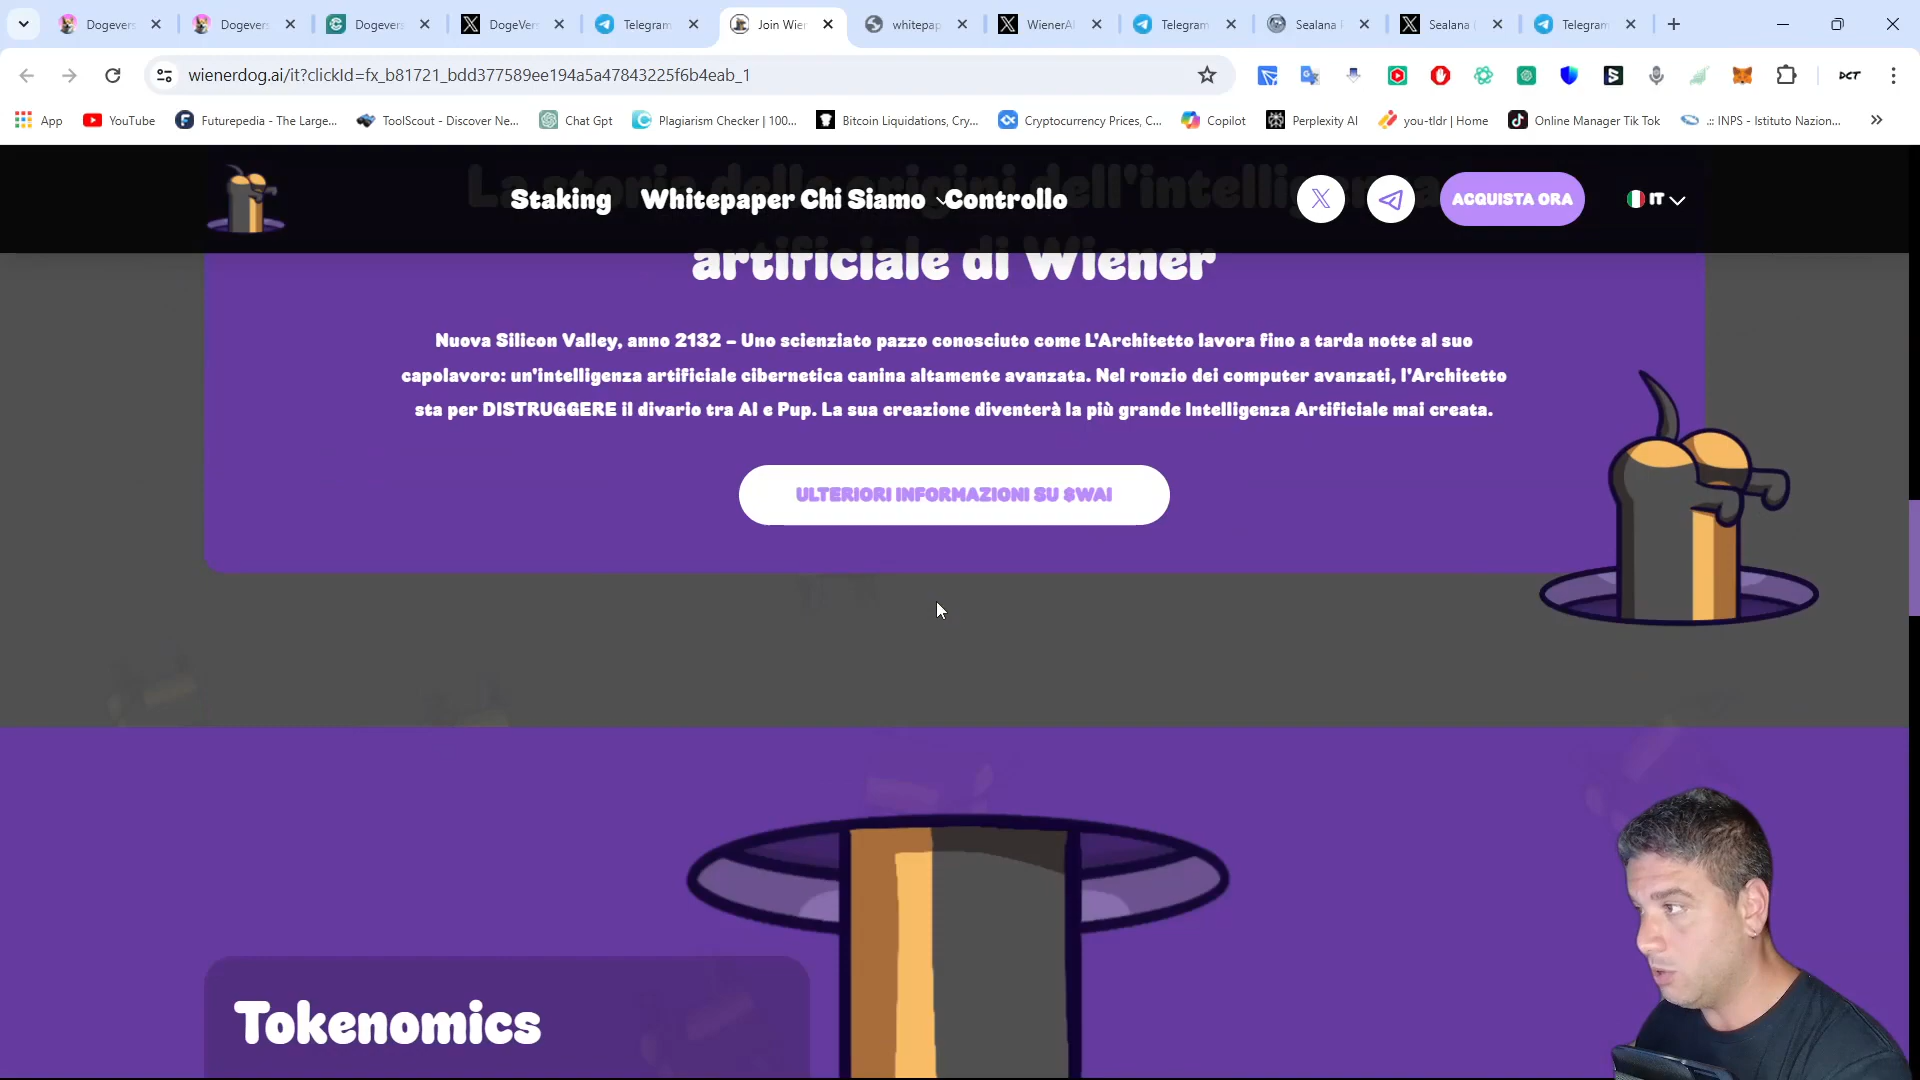 Dogevers
Dogevers
Dogevers
DogeVers
Telegram
Join Wien
whitepap
WienerAI
Telegram
Sealana
Sealana
Telegram
wienerdog.ai/it?clickId=fx_b81721_bdd377589ee194a5a47843225f6b4eab_1
App
YouTube
Futurepedia - The Large...
ToolScout - Discover Ne...
Chat Gpt
Plagiarism Checker | 100...
Bitcoin Liquidations, Cry...
Cryptocurrency Prices, C...
Copilot
Perplexity AI
you-tldr | Home
Online Manager Tik Tok
.:: INPS - Istituto Nazion...
Staking
Whitepaper
Chi Siamo
Controllo
ACQUISTA ORA
IT
La storia delle origini dell'intelligenza
artificiale di Wiener
Nuova Silicon Valley, anno 2132 – Uno scienziato pazzo conosciuto come L'Architetto lavora fino a tarda notte al suo
capolavoro: un'intelligenza artificiale cibernetica canina altamente avanzata. Nel ronzio dei computer avanzati, l'Architetto
sta per DISTRUGGERE il divario tra AI e Pup. La sua creazione diventerà la più grande Intelligenza Artificiale mai creata.
ULTERIORI INFORMAZIONI SU $WAI
Tokenomics